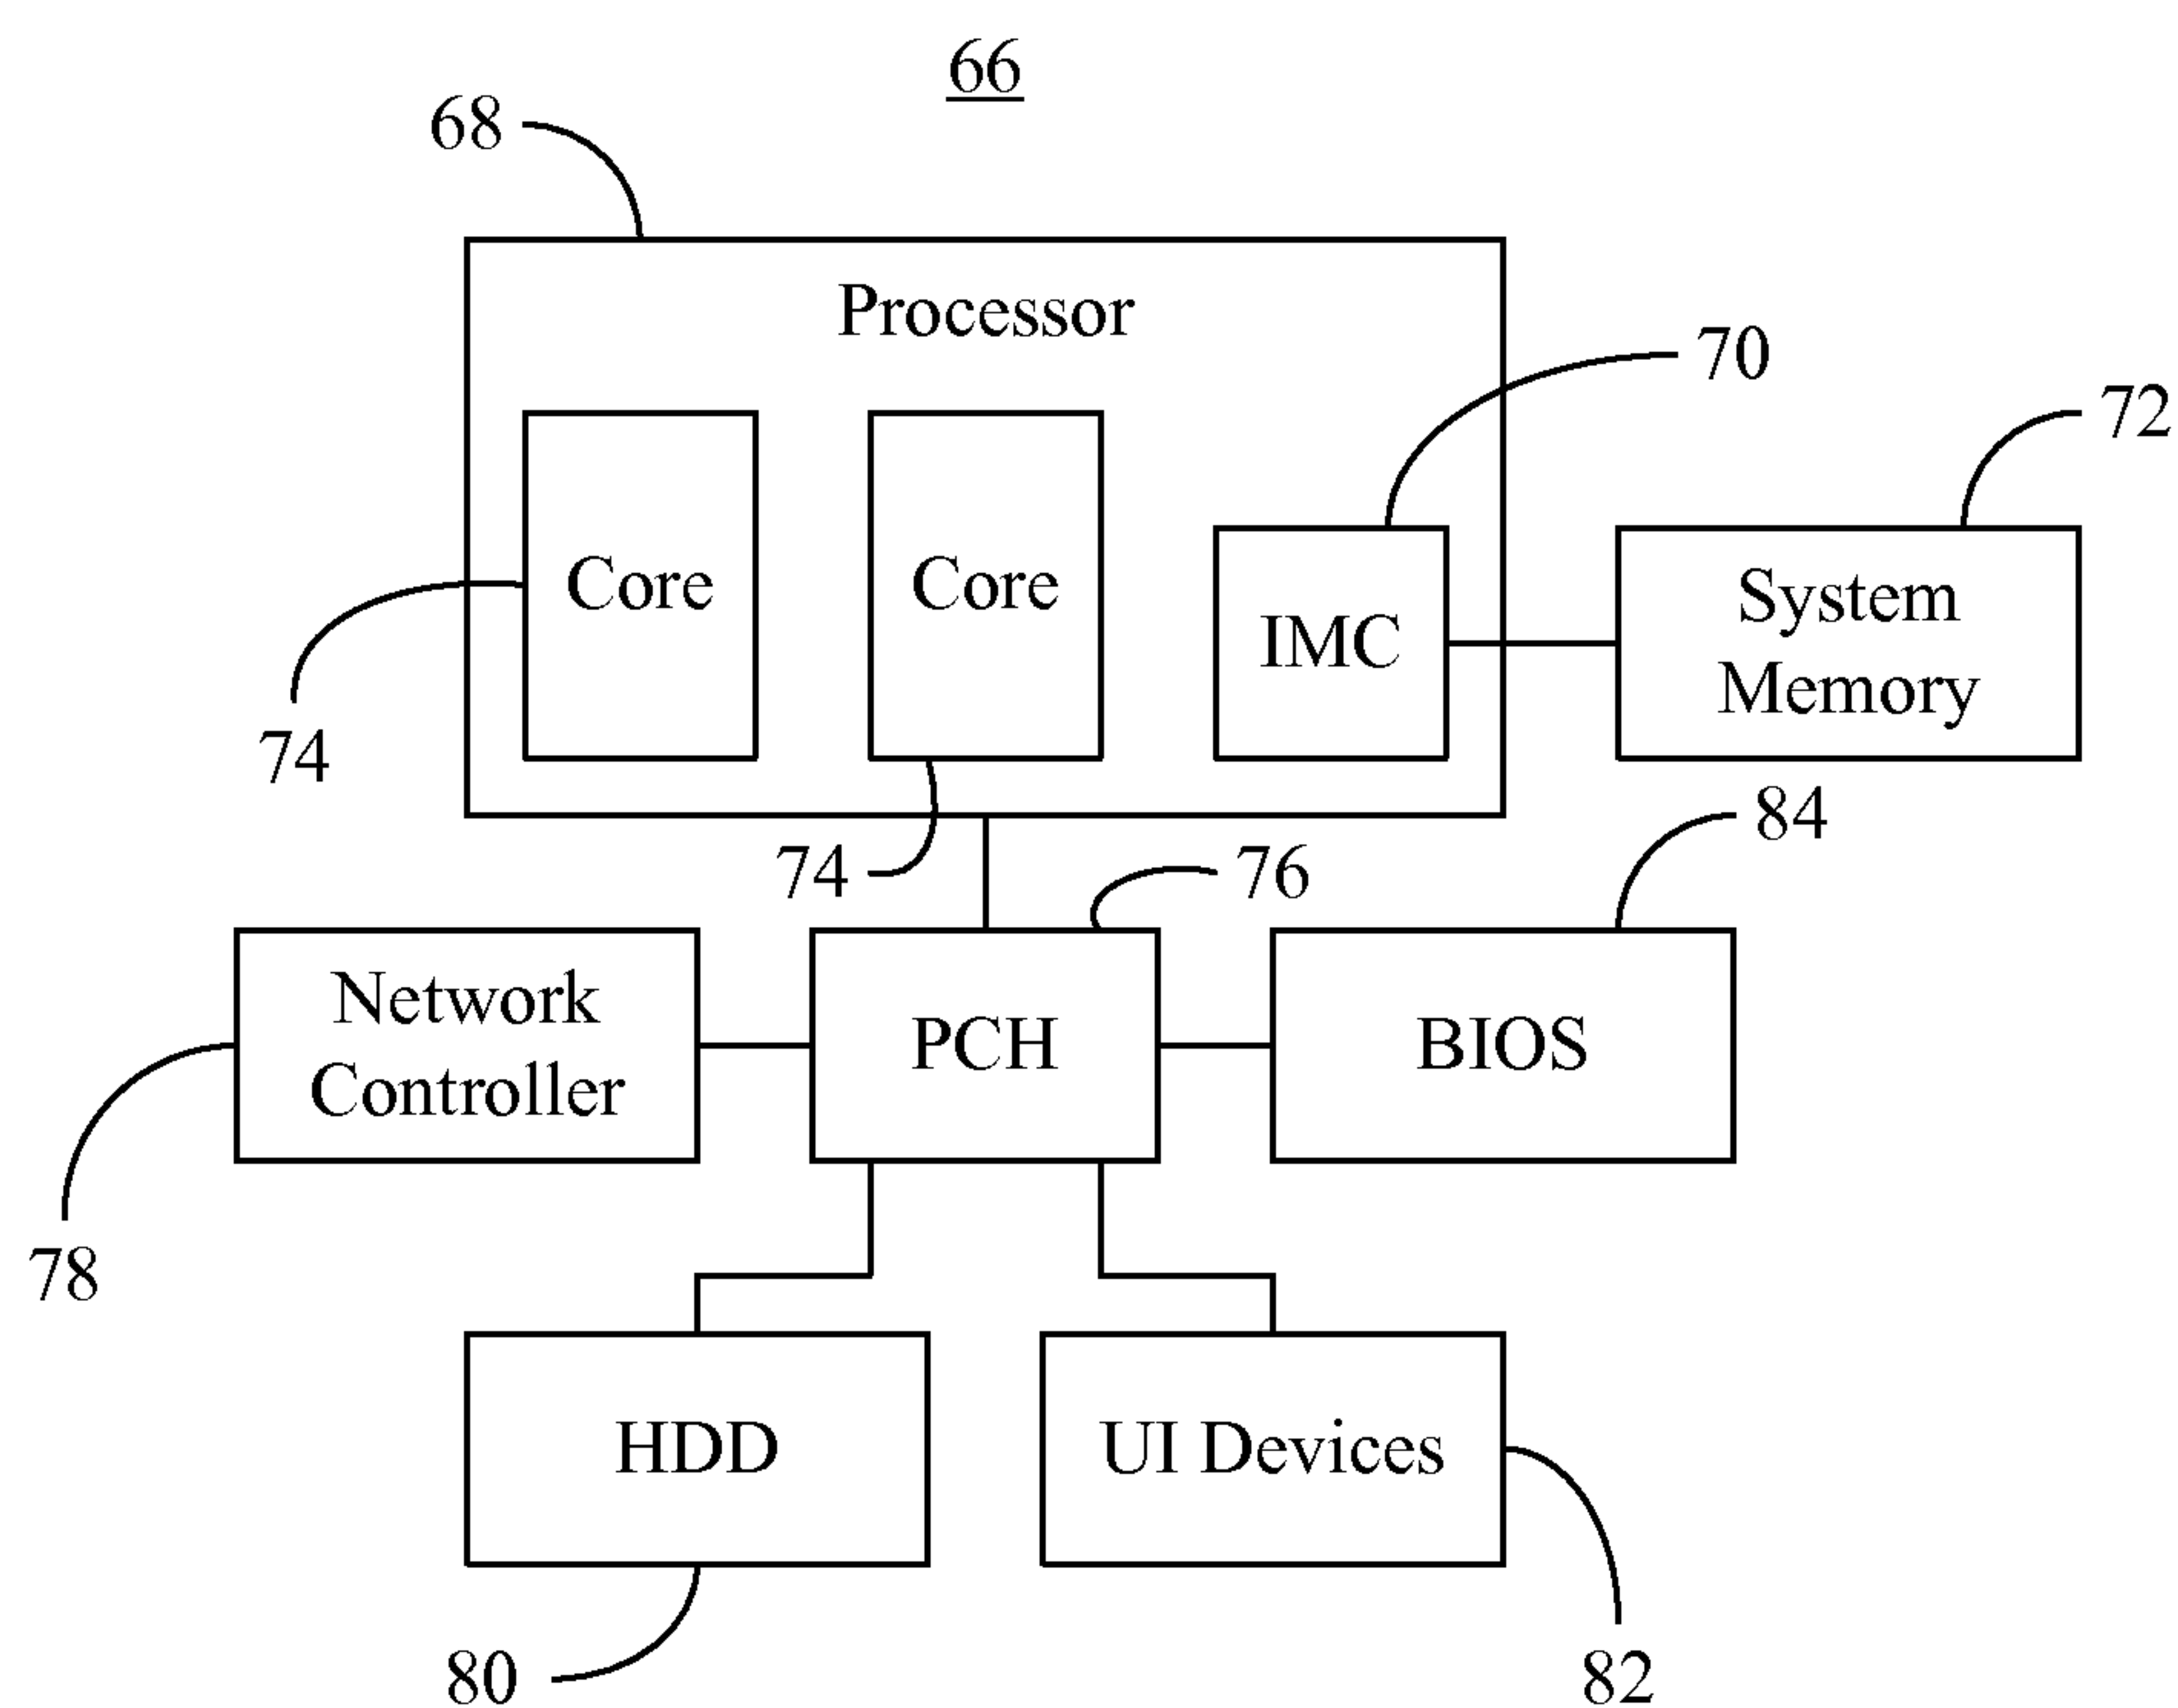 66
68
Processor
70
72
Core
Core
IMC
System
Memory
74
84
74
76
Network
Controller
PCH
BIOS
78
HDD
UI Devices
80
82